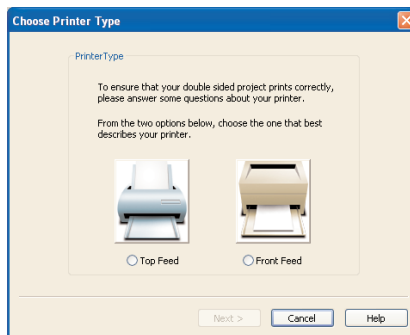 Choose Printer Type
PrinterType
To ensure that your double sided project prints correctly,
please answer some questions about your printer.
From the two options below, choose the one that best
describes your printer.
Top Feed
Front Feed
Next >
Cancel
Help